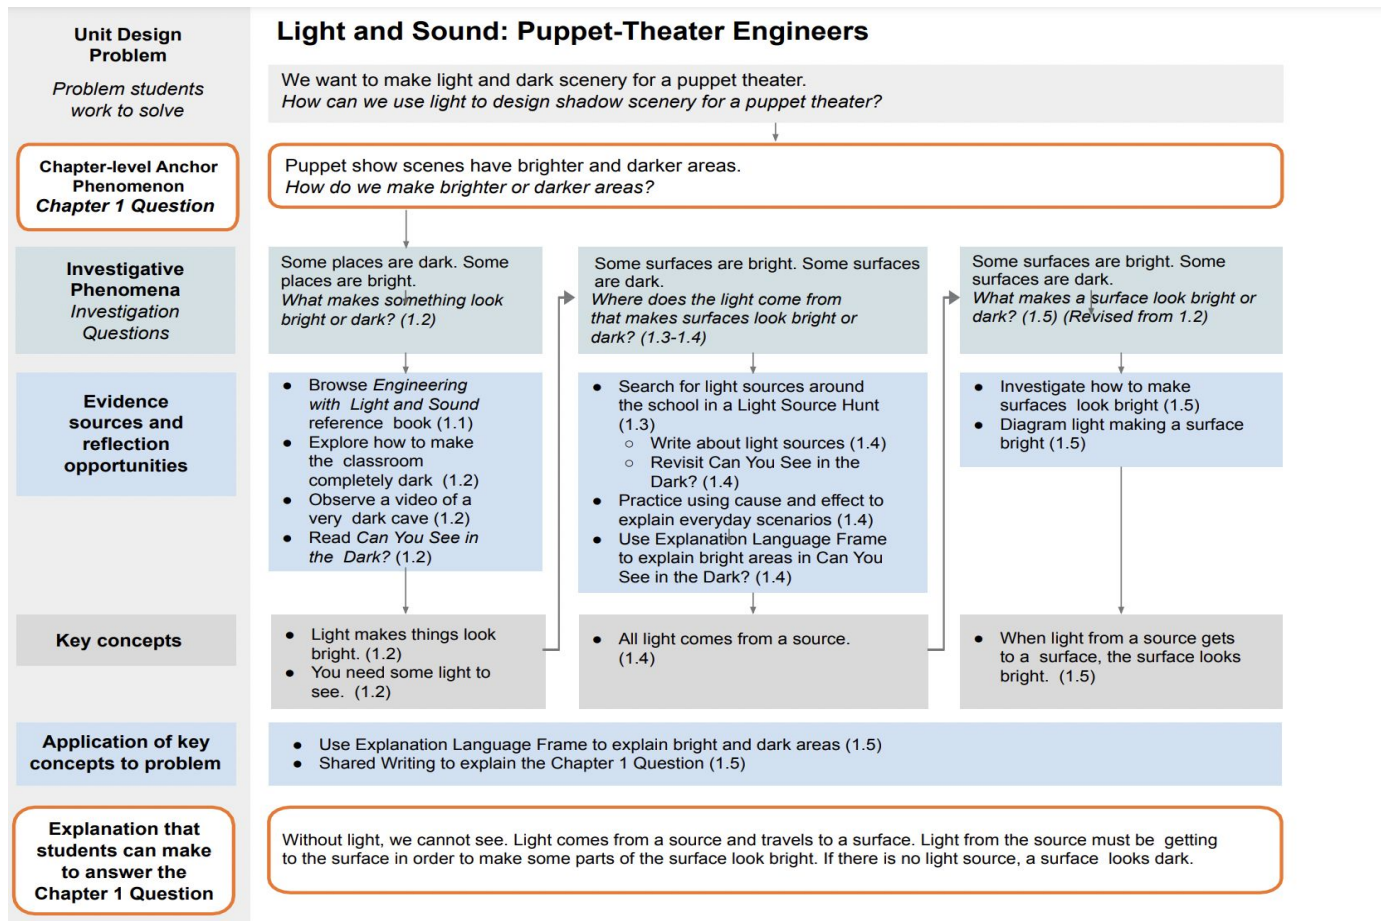 Light and Sound: Puppet-Theater Engineers
Unit Design
Problem
Problem students
work to solve
We want to make light and dark scenery for a puppet theater.
How can we use light to design shadow scenery for a puppet theater?
Chapter-level Anchor
Phenomenon
Chapter 1 Question
Puppet show scenes have brighter and darker areas.
How do we make brighter or darker areas?
Investigative
Phenomena
Investigation
Questions
Some places are dark. Some
places are bright.
What makes something look
bright or dark? (1.2)
Some surfaces are bright. Some surfaces
are dark.
Where does the light come from
that makes surfaces look bright or
dark? (1.3-1.4)
Some surfaces are bright. Some
surfaces are dark.
What makes a surface look bright or
dark? (1.5) (Revised from 1.2)
Evidence
sources and
reflection
opportunities
● Browse Engineering
with Light and Sound
reference book (1.1)
● Explore how to make
the classroom
completely dark (1.2)
● Observe a video of a
very dark cave (1.2)
● Read Can You See in
the Dark? (1.2)
● Search for light sources around
the school in a Light Source Hunt
(1.3)
○ Write about light sources (1.4)
○ Revisit Can You See in the
Dark? (1.4)
● Practice using cause and effect to
explain everyday scenarios (1.4)
● Use Explanation Language Frame
to explain bright areas in Can You
See in the Dark? (1.4)
● Investigate how to make
surfaces look bright (1.5)
● Diagram light making a surface
bright (1.5)
Key concepts
● Light makes things look
bright. (1.2)
● You need some light to
see. (1.2)
● All light comes from a source.
(1.4)
● When light from a source gets
to a surface, the surface looks
bright. (1.5)
Application of key
concepts to problem
● Use Explanation Language Frame to explain bright and dark areas (1.5)
● Shared Writing to explain the Chapter 1 Question (1.5)
Explanation that
students can make
to answer the
Chapter 1 Question
Without light, we cannot see. Light comes from a source and travels to a surface. Light from the source must be getting
to the surface in order to make some parts of the surface look bright. If there is no light source, a surface looks dark.